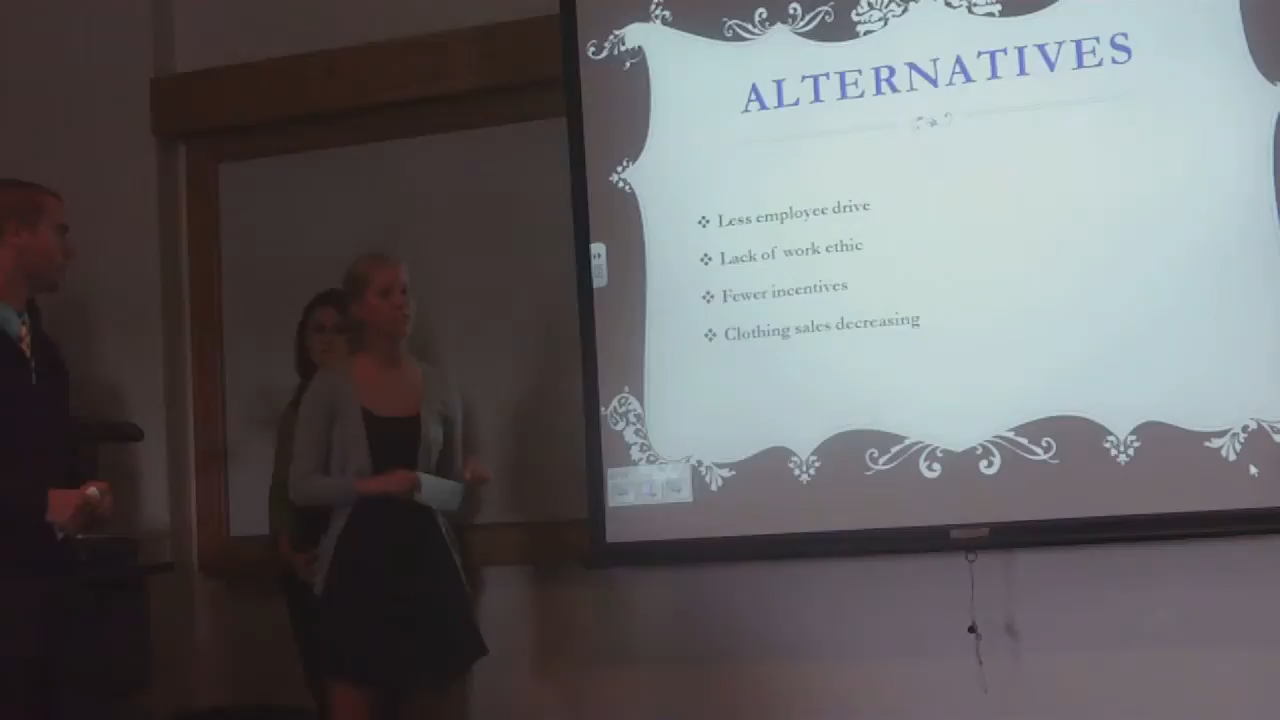 ALTERNATIVES
Less employee drive
Lack of work ethic
Fewer incentives
Clothing sales decreasing